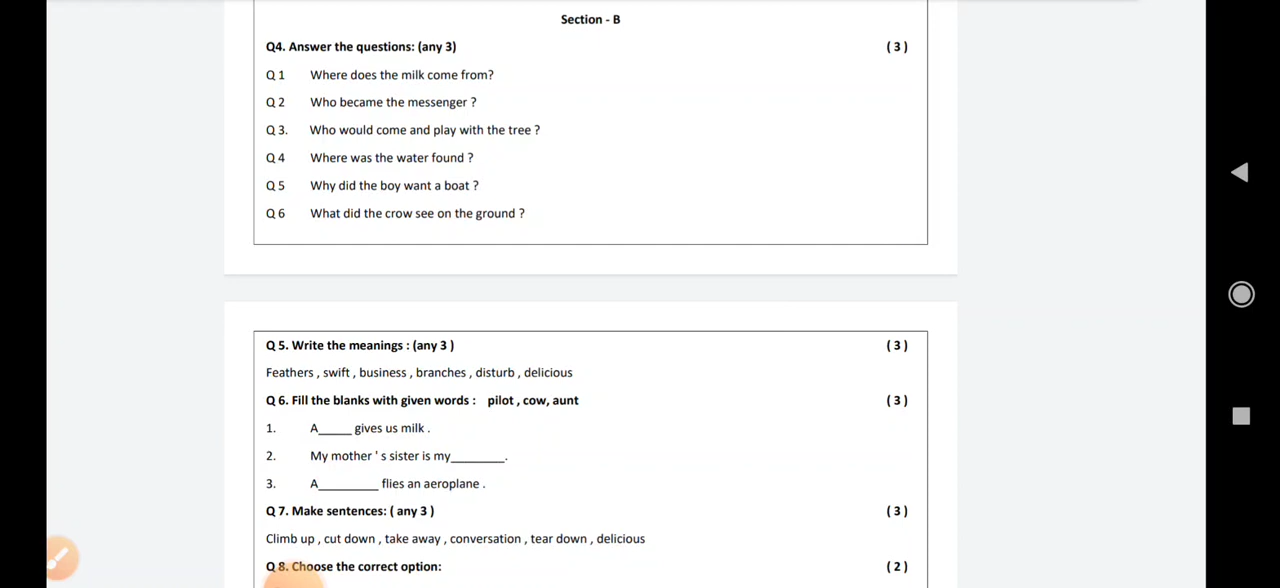 Section - B
Q4. Answer the questions: (any 3) ( 3 )
Q 1 Where does the milk come from?
Q 2 Who became the messenger ?
Q 3. Who would come and play with the tree ?
Q 4 Where was the water found ?
Q 5 Why did the boy want a boat ?
Q 6 What did the crow see on the ground ?
Q 5. Write the meanings : (any 3 ) ( 3 )
Feathers , swift , business , branches , disturb , delicious
Q 6. Fill the blanks with given words : pilot , cow, aunt ( 3 )
1. A_____ gives us milk .
2. My mother ' s sister is my________.
3. A_________ flies an aeroplane .
Q 7. Make sentences: ( any 3 ) ( 3 )
Climb up , cut down , take away , conversation , tear down , delicious
Q 8. Choose the correct option: ( 2 )